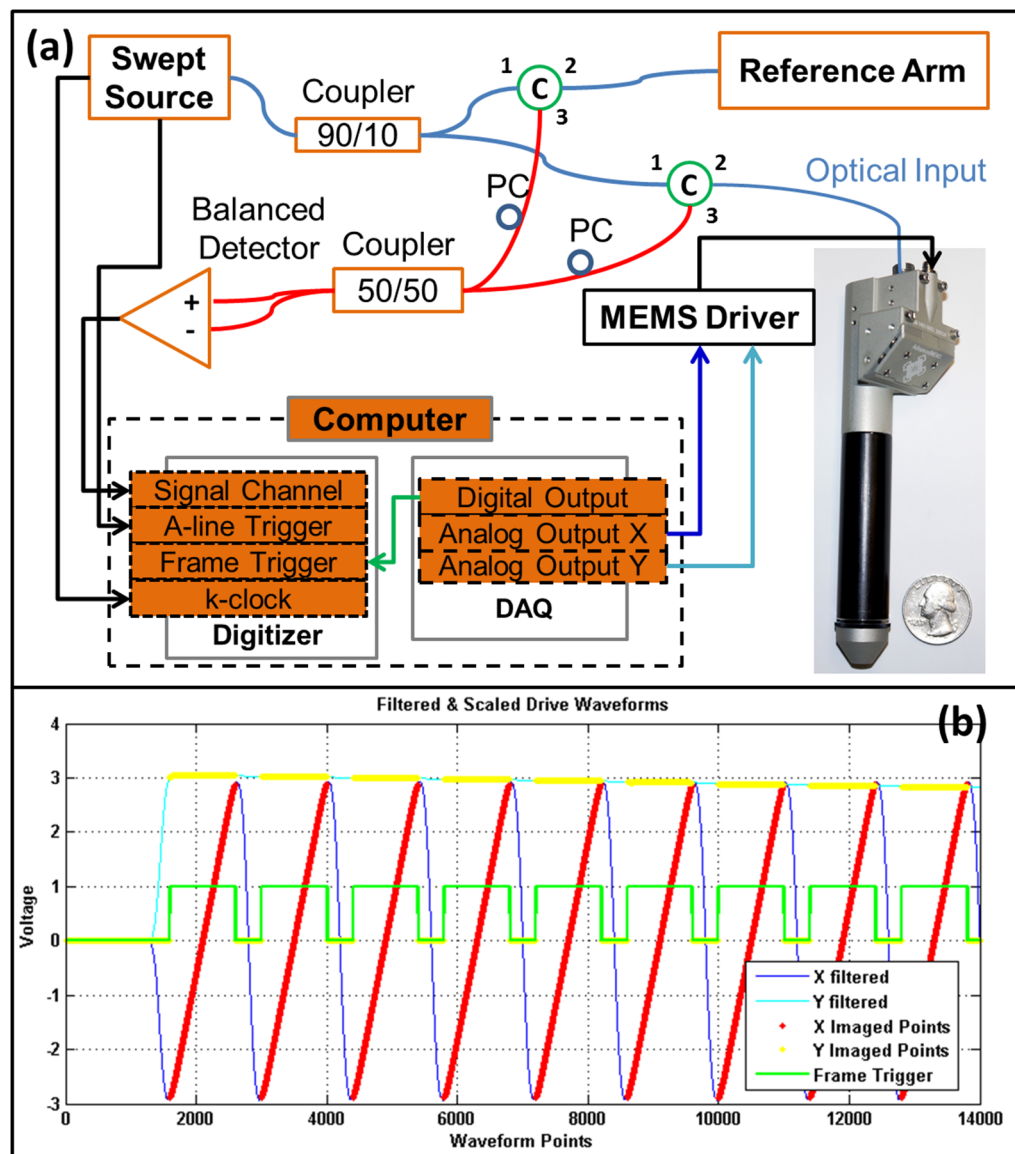 (a)
Swept
Source
Coupler
90/10
1
C
2
3
Reference Arm
1
C
2
3
Optical Input
PC
PC
Balanced
Detector
+
-
Coupler
50/50
MEMS Driver
Computer
Signal Channel
A-line Trigger
Frame Trigger
k-clock
Digitizer
Digital Output
Analog Output X
Analog Output Y
DAQ
(b)
Filtered & Scaled Drive Waveforms
Voltage
4
3
2
1
0
-1
-2
-3
0
2000
4000
6000
8000
10000
12000
14000
Waveform Points
X filtered
Y filtered
X Imaged Points
Y Imaged Points
Frame Trigger